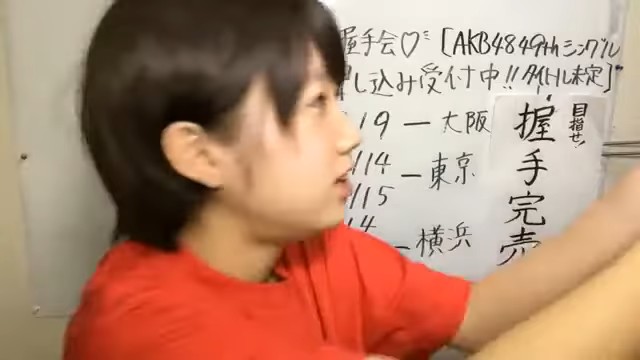 握手会♡ [AKB48 49thシングル
し込み受付中!! タイトル未定]
19 ー 大阪
/14
ー東京
/15
14
ー横浜
目指せ!
握手完売